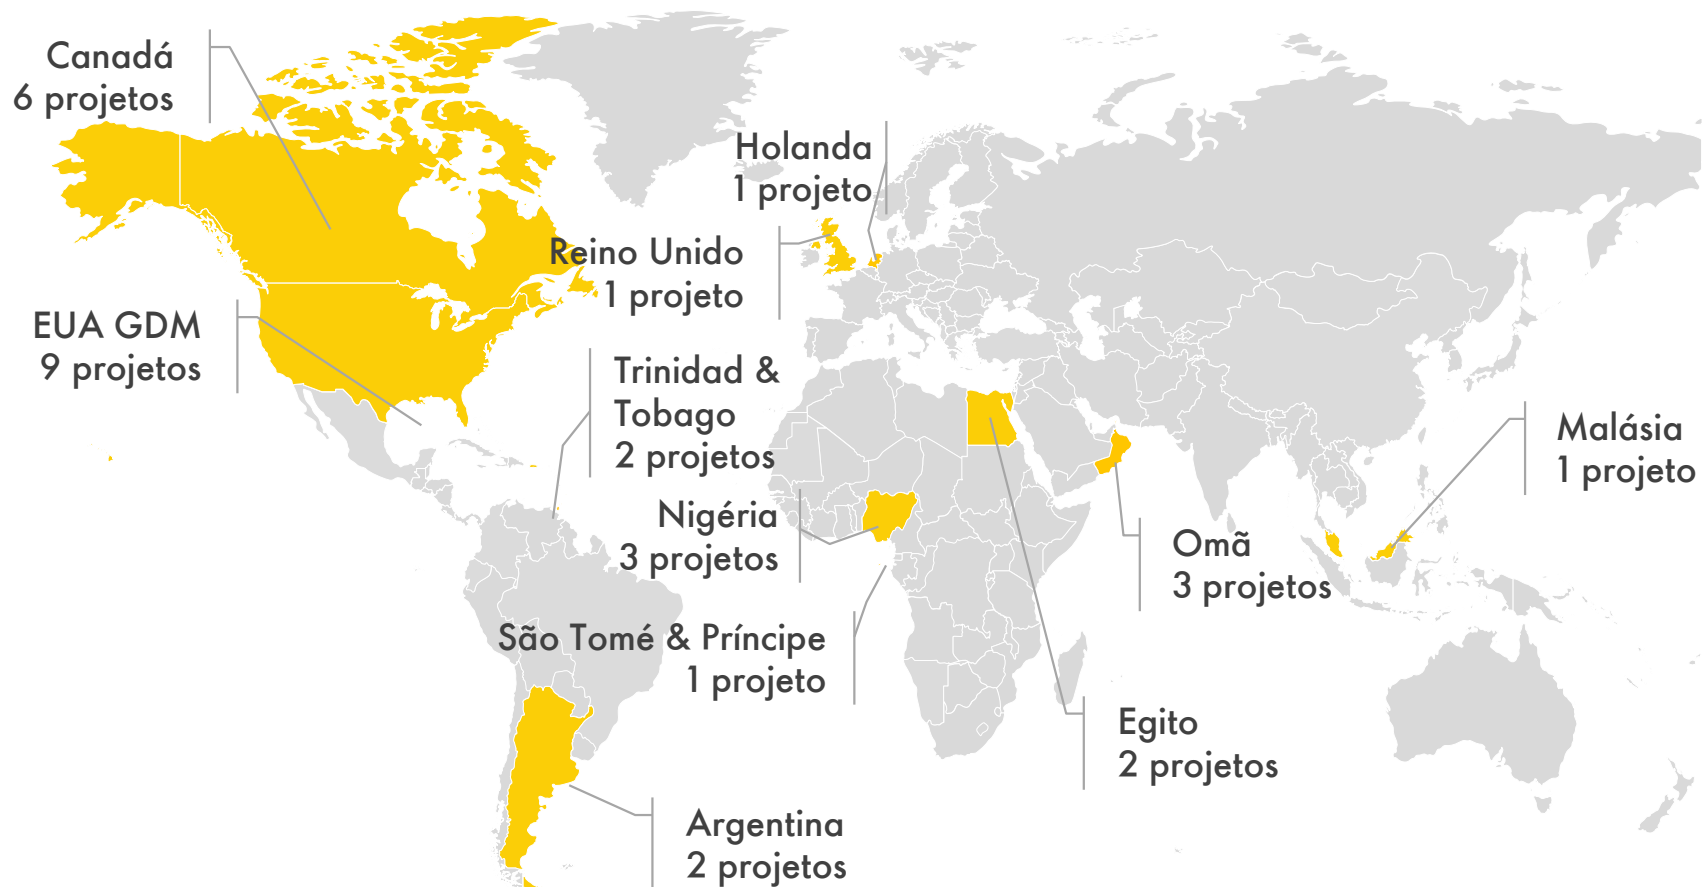 Canadá
6 projetos
Holanda
1 projeto
Reino Unido
1 projeto
EUA GDM
9 projetos
Trinidad &
Tobago
2 projetos
Malásia
1 projeto
Nigéria
3 projetos
Omã
3 projetos
São Tomé & Príncipe
1 projeto
Egito
2 projetos
Argentina
2 projetos